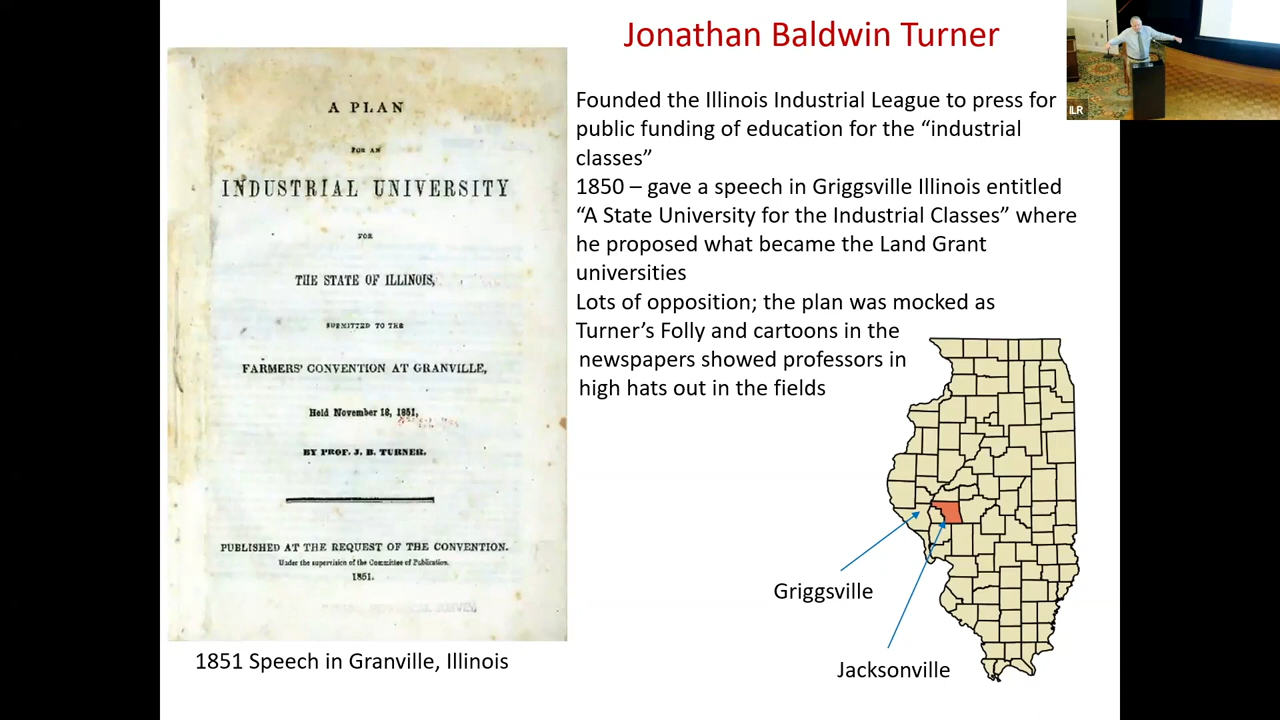 Jonathan Baldwin Turner
A PLAN
FOR AN
INDUSTRIAL UNIVERSITY
FOR
THE STATE OF ILLINOIS,
SUBMITTED TO THE
FARMERS' CONVENTION AT GRANVILLE,
Held November 18, 1851,
BY PROF. J. B. TURNER.
PUBLISHED AT THE REQUEST OF THE CONVENTION.
Under the supervision of the Committee of Publication.
1851.
1851 Speech in Granville, Illinois
Founded the Illinois Industrial League to press for
public funding of education for the “industrial
classes”
1850 – gave a speech in Griggsville Illinois entitled
“A State University for the Industrial Classes” where
he proposed what became the Land Grant
universities
Lots of opposition; the plan was mocked as
Turner’s Folly and cartoons in the
newspapers showed professors in
high hats out in the fields
Griggsville
Jacksonville
ILR